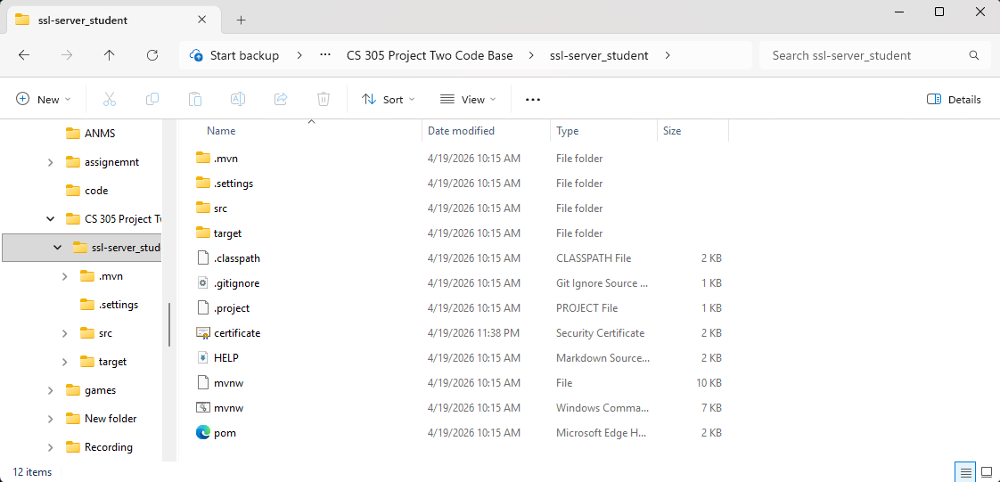 ssl-server_student
Start backup > ··· CS 305 Project Two Code Base > ssl-server_student >
Search ssl-server_student
New
Sort
View
Details
ANMS
assignemnt
code
CS 305 Project Tw
ssl-server_stud
.mvn
.settings
src
target
games
New folder
Recording
Name Date modified Type Size
.mvn 4/19/2026 10:15 AM File folder
.settings 4/19/2026 10:15 AM File folder
src 4/19/2026 10:15 AM File folder
target 4/19/2026 10:15 AM File folder
.classpath 4/19/2026 10:15 AM CLASSPATH File 2 KB
.gitignore 4/19/2026 10:15 AM Git Ignore Source ... 1 KB
.project 4/19/2026 10:15 AM PROJECT File 1 KB
certificate 4/19/2026 11:38 PM Security Certificate 2 KB
HELP 4/19/2026 10:15 AM Markdown Source... 2 KB
mvnw 4/19/2026 10:15 AM File 10 KB
mvnw 4/19/2026 10:15 AM Windows Comma... 7 KB
pom 4/19/2026 10:15 AM Microsoft Edge H... 2 KB
12 items